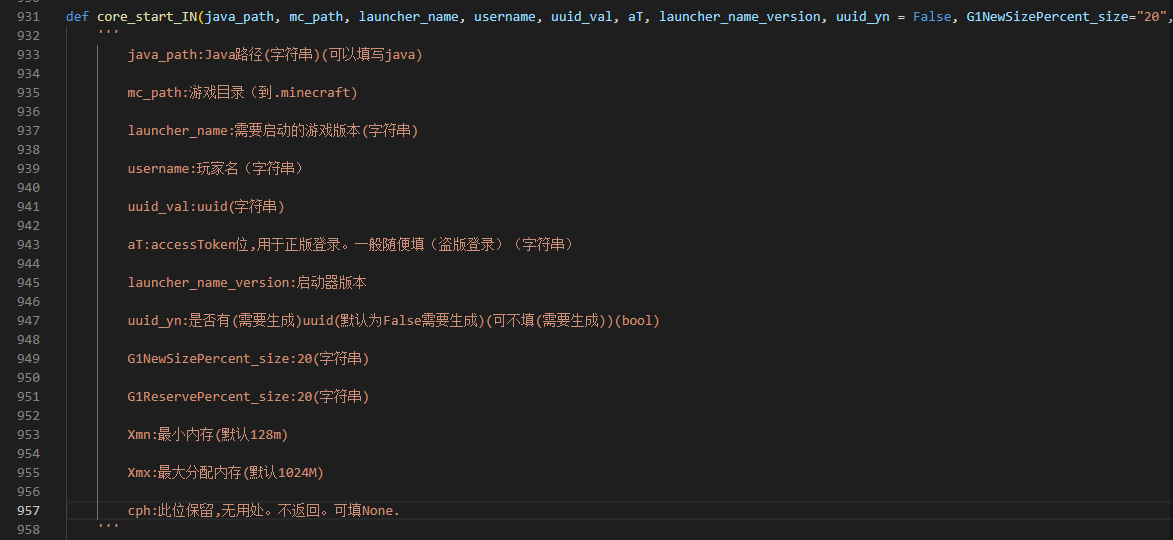 931 def core_start_IN(java_path, mc_path, launcher_name, username, uuid_val, aT, launcher_name_version, uuid_yn = False, G1NewSizePercent_size="20",
932 '''
933 java_path:Java路径(字符串)(可以填写java)
934
935 mc_path:游戏目录（到.minecraft)
936
937 launcher_name:需要启动的游戏版本(字符串)
938
939 username:玩家名（字符串）
940
941 uuid_val:uuid(字符串)
942
943 aT:accessToken位,用于正版登录。一般随便填（盗版登录）（字符串）
944
945 launcher_name_version:启动器版本
946
947 uuid_yn:是否有(需要生成)uuid(默认为False需要生成)(可不填(需要生成))(bool)
948
949 G1NewSizePercent_size:20(字符串)
950
951 G1ReservePercent_size:20(字符串)
952
953 Xmn:最小内存(默认128m)
954
955 Xmx:最大分配内存(默认1024M)
956
957 cph:此位保留,无用处。不返回。可填None.
958 '''